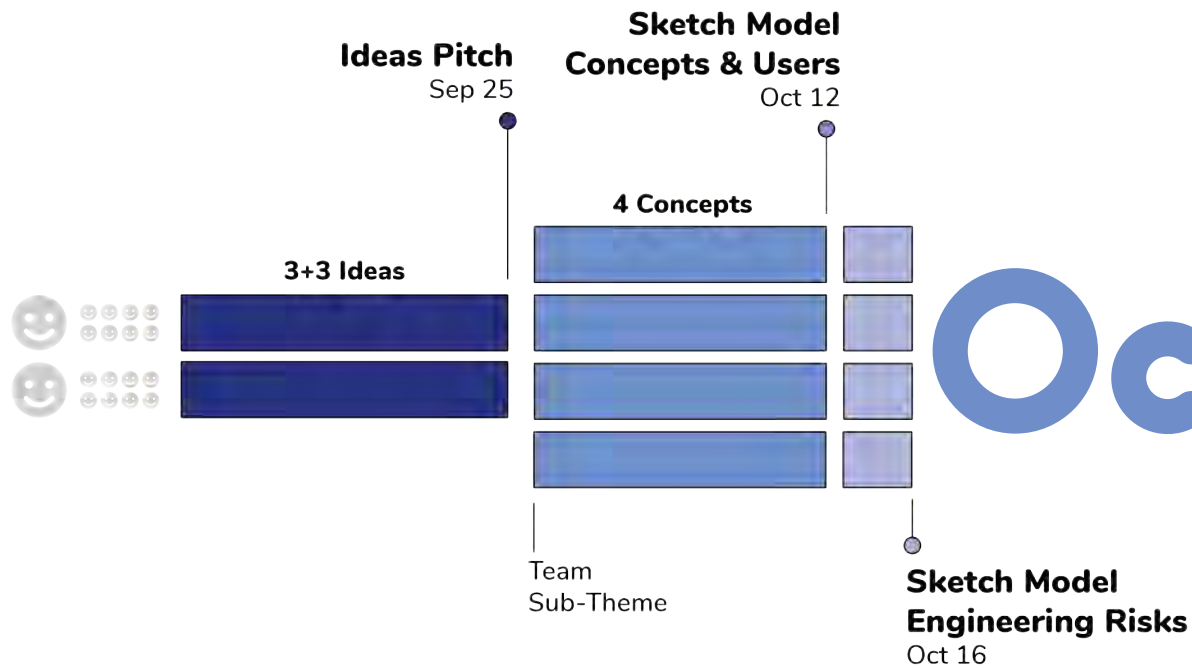 Sketch Model
Concepts & Users
Oct 12
Ideas Pitch
Sep 25
4 Concepts
3+3 Ideas
Oc
Team
Sub-Theme
Sketch Model
Engineering Risks
Oct 16